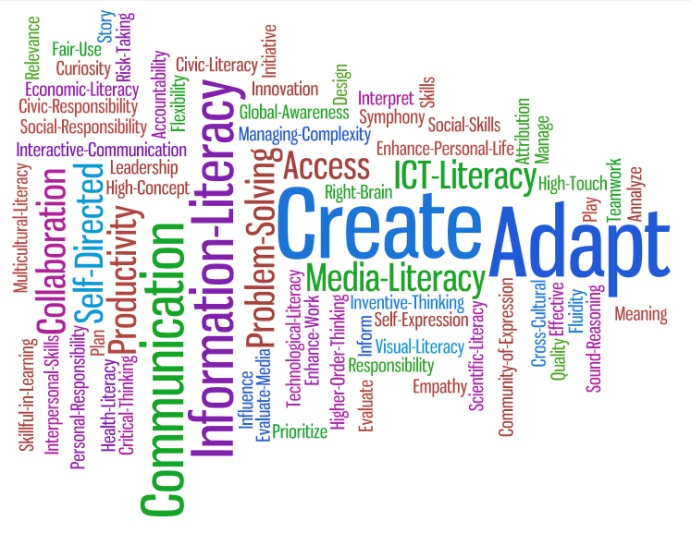 Relevance
Fair-Use
Story
Risk-Taking
Curiosity
Economic-Literacy
Civic-Responsibility
Social-Responsibility
Interactive-Communication
Accountability
Flexibility
Civic-Literacy
Initiative
Innovation
Design
Global-Awareness
Managing-Complexity
Interpret
Skills
Symphony
Social-Skills
Enhance-Personal-Life
Attribution
Manage
Multicultural-Literacy
Collaboration
Self-Directed
Leadership
High-Concept
Productivity
Communication
Information-Literacy
Problem-Solving
Access
Right-Brain
ICT-Literacy
High-Touch
Play
Teamwork
Annalyze
Create
Adapt
Media-Literacy
Skillful-in-Learning
Interpersonal-Skills
Personal-Responsibility
Plan
Health-Literacy
Critical-Thinking
Influence
Evaluate-Media
Technological-Literacy
Enhance-Work
Higher-Order-Thinking
Inventive-Thinking
Inform
Self-Expression
Visual-Literacy
Responsibility
Evaluate
Empathy
Prioritize
Scientific-Literacy
Community-of-Expression
Cross-Cultural
Quality
Effective
Fluidity
Sound-Reasoning
Meaning